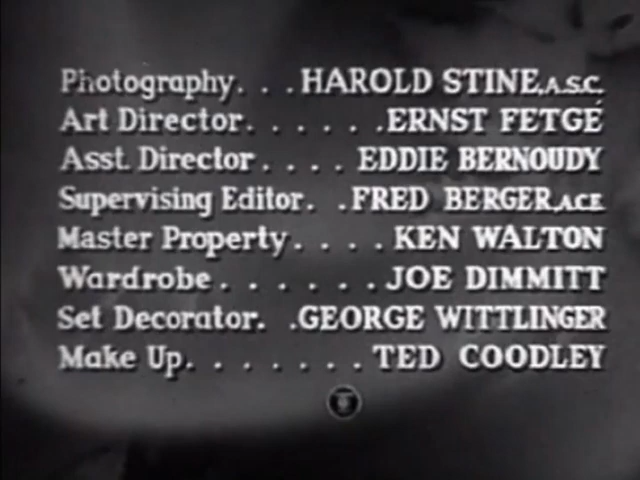 Photography. . .HAROLD STINE,A.S.C.
Art Director. . . . . .ERNST FETGÉ
Asst. Director . . . . EDDIE BERNOUDY
Supervising Editor. .FRED BERGER,A.C.E.
Master Property . . . . KEN WALTON
Wardrobe . . . . . . JOE DIMMITT
Set Decorator. .GEORGE WITTLINGER
Make Up. . . . . . . TED COODLEY